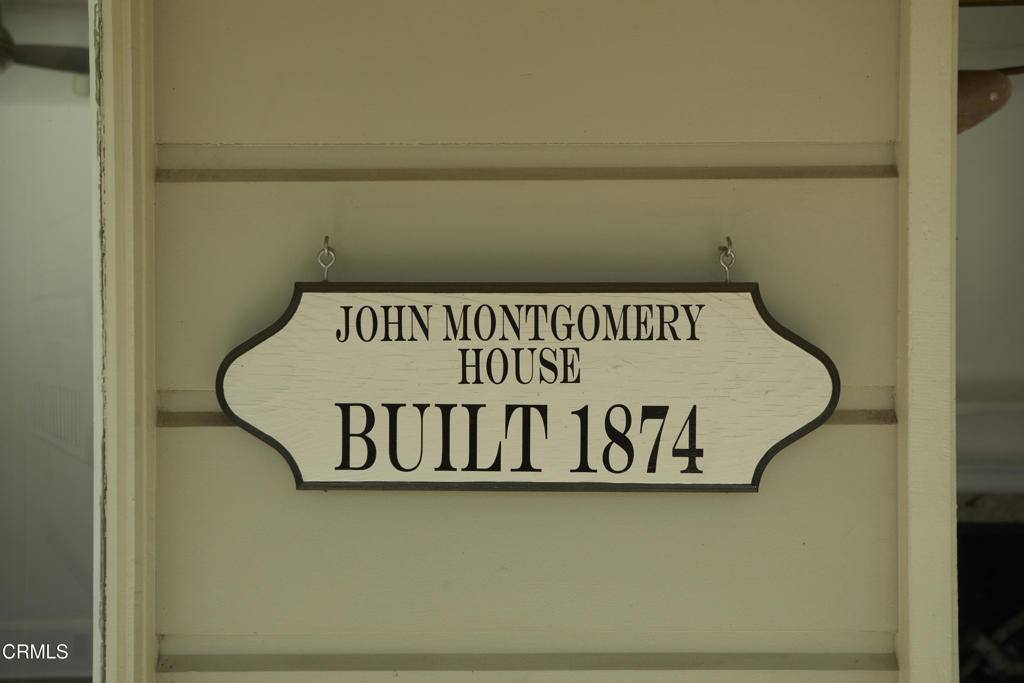 JOHN MONTGOMERY
HOUSE
BUILT 1874
CRMLS